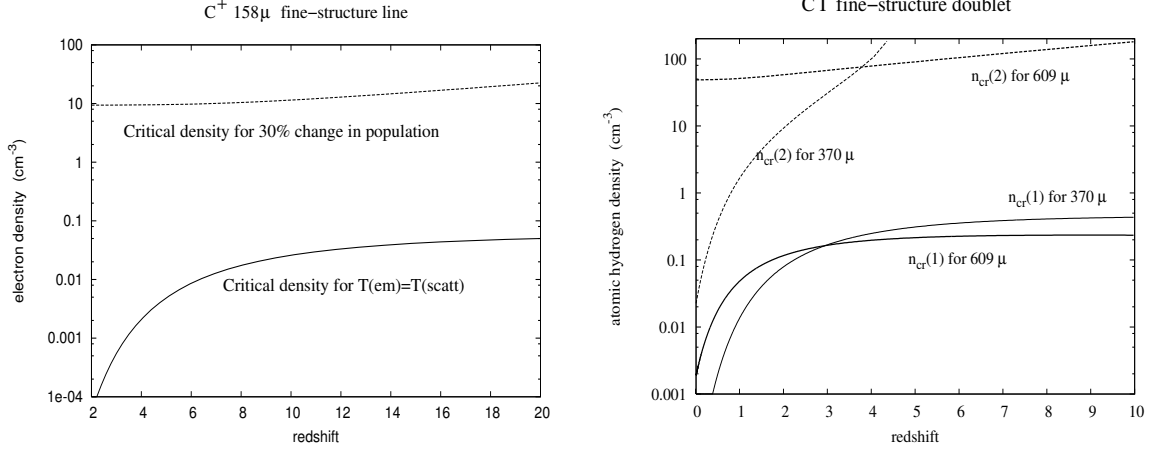 C+ 158μ fine−structure line
100
10
1
0.1
0.01
0.001
1e-04
electron density (cm-3)
Critical density for 30% change in population
Critical density for T(em)=T(scatt)
2 4 6 8 10 12 14 16 18 20
redshift
C I fine−structure doublet
100
10
1
0.1
0.01
0.001
atomic hydrogen density (cm-3)
ncr(2) for 609 μ
ncr(2) for 370 μ
ncr(1) for 370 μ
ncr(1) for 609 μ
0 1 2 3 4 5 6 7 8 9 10
redshift